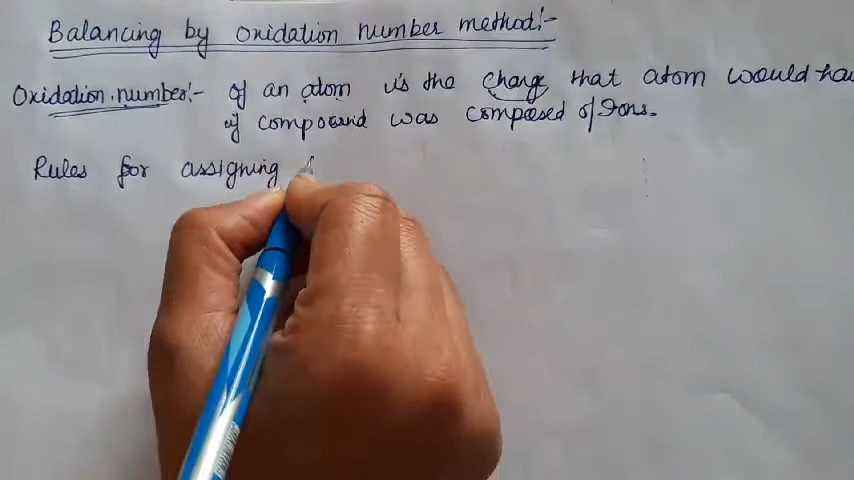 Balancing by oxidation number method:-
Oxidation number:- of an atom is the charge that atom would hav
if compound was composed of Ions.
Rules for assigning